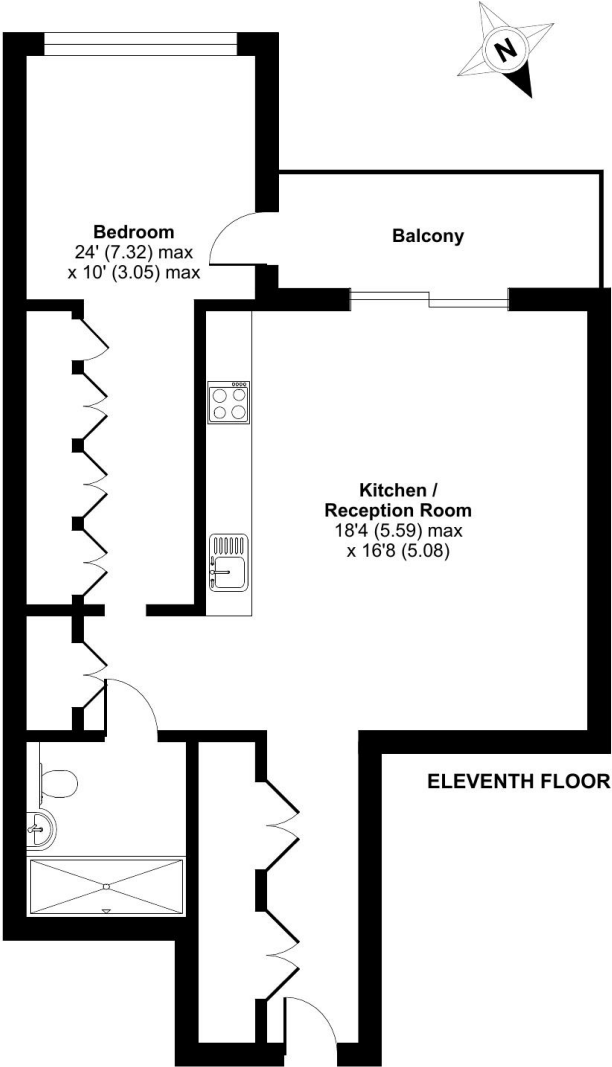 N
Bedroom
24' (7.32) max
x 10' (3.05) max
Balcony
Kitchen /
Reception Room
18'4 (5.59) max
x 16'8 (5.08)
ELEVENTH FLOOR